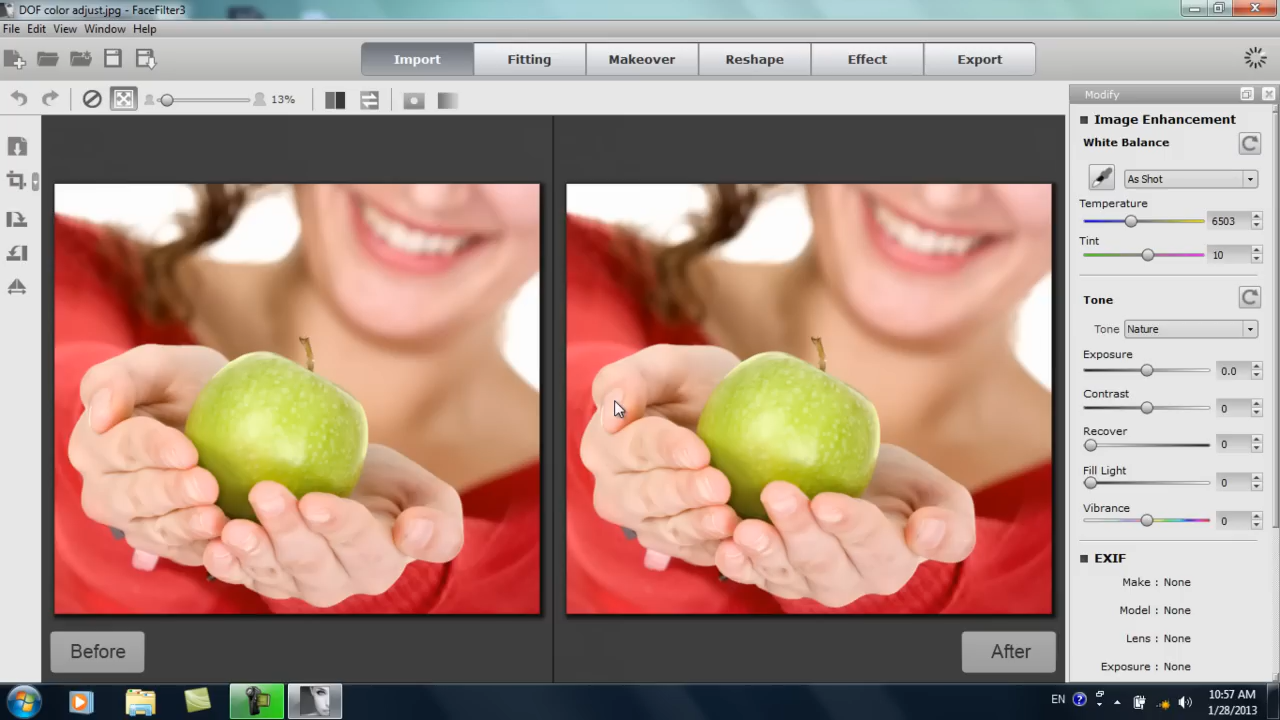 DOF color adjust.jpg - FaceFilter3
File Edit View Window Help
Import Fitting Makeover Reshape Effect Export
13%
Modify
Image Enhancement
White Balance
As Shot
Temperature
6503
Tint
10
Tone
Tone Nature
Exposure
0.0
Contrast
0
Recover
0
Fill Light
0
Vibrance
0
EXIF
Make : None
Model : None
Lens : None
Exposure : None
Before
After
EN
10:57 AM
1/28/2013